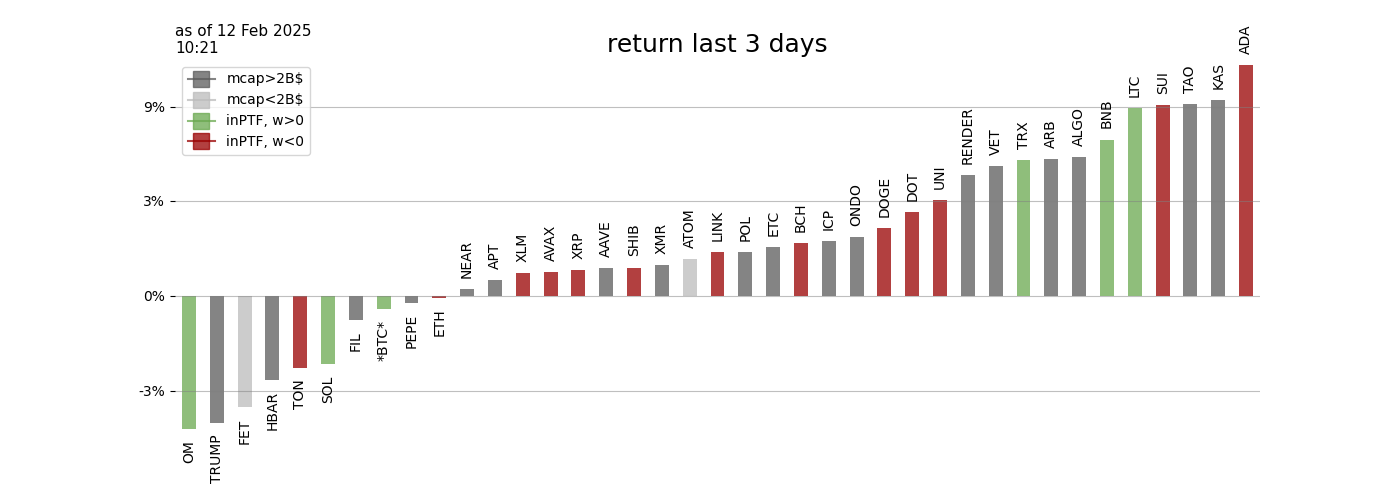 as of 12 Feb 2025
10:21
return last 3 days
mcap>2B$
mcap<2B$
inPTF, w>0
inPTF, w<0
9%
3%
0%
-3%
OM
TRUMP
FET
HBAR
TON
SOL
FIL
*BTC*
PEPE
ETH
NEAR
APT
XLM
AVAX
XRP
AAVE
SHIB
XMR
ATOM
LINK
POL
ETC
BCH
ICP
ONDO
DOGE
DOT
UNI
RENDER
VET
TRX
ARB
ALGO
BNB
LTC
SUI
TAO
KAS
ADA